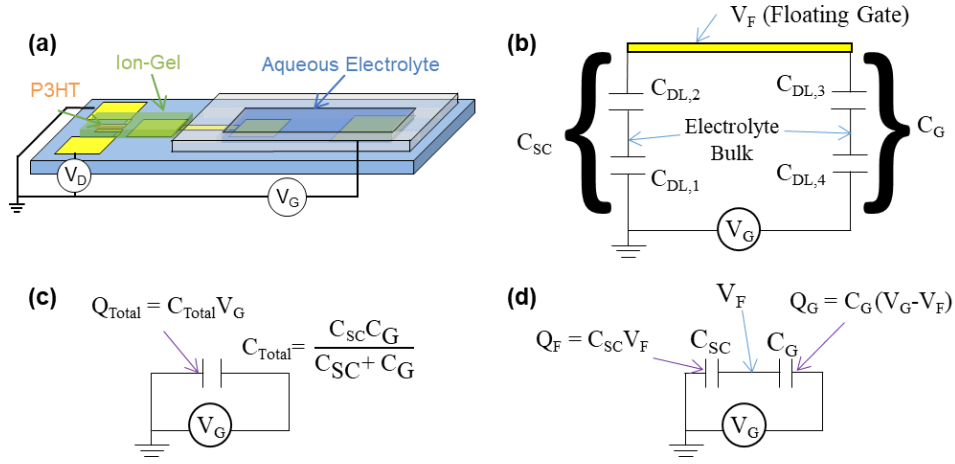 (a)
Ion-Gel
Aqueous Electrolyte
P3HT
V_D
V_G
(b)
V_F (Floating Gate)
C_DL,2
C_DL,3
C_SC
Electrolyte
Bulk
C_G
C_DL,1
C_DL,4
V_G
(c)
Q_Total = C_Total V_G
C_Total = C_SC C_G / C_SC + C_G
V_G
(d)
V_F
Q_G = C_G (V_G-V_F)
Q_F = C_SC V_F
C_SC
C_G
V_G